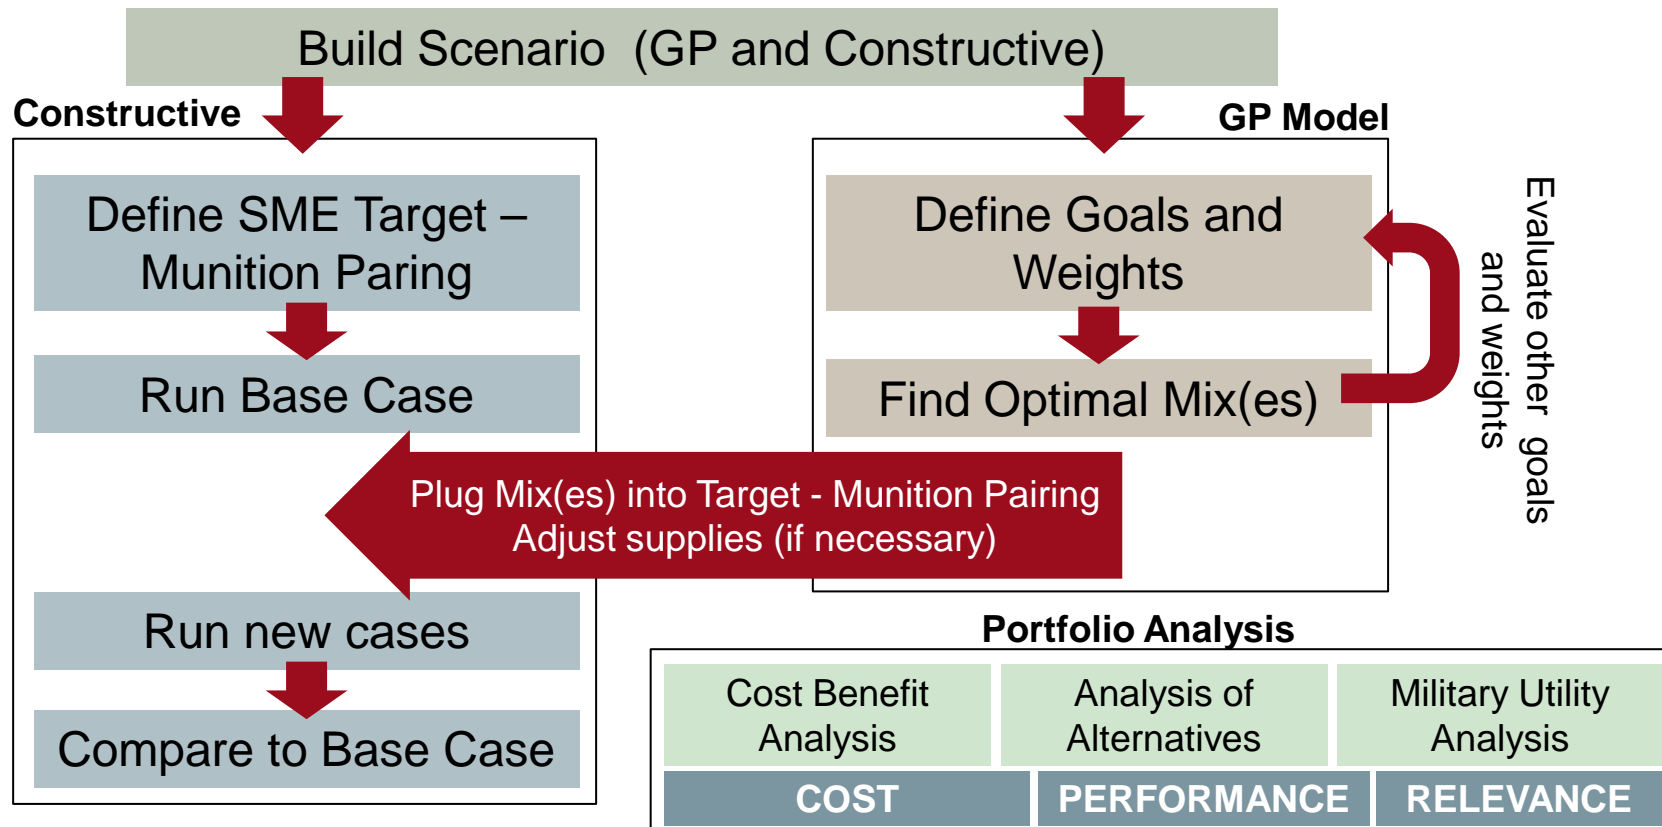 Build Scenario  (GP and Constructive)
Constructive
Define SME Target –
Munition Paring
Run Base Case
GP Model
Define Goals and
Weights
Find Optimal Mix(es)
Evaluate other goals
and weights
Plug Mix(es) into Target - Munition Pairing
Adjust supplies (if necessary)
Run new cases
Compare to Base Case
Portfolio Analysis
Cost Benefit
Analysis
Analysis of
Alternatives
Military Utility
Analysis
COST
PERFORMANCE
RELEVANCE